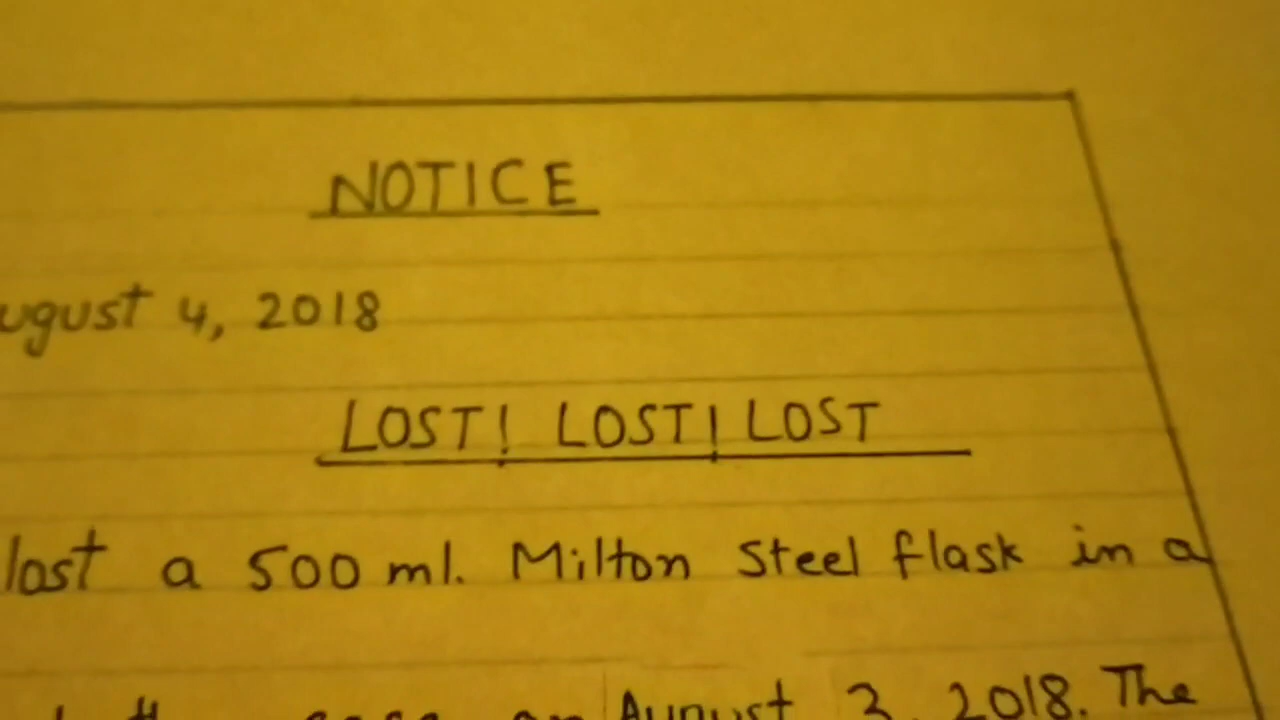 NOTICE
ugust 4, 2018
LOST! LOST! LOST
lost a 500 ml. Milton Steel flask in a
August 3, 2018. The